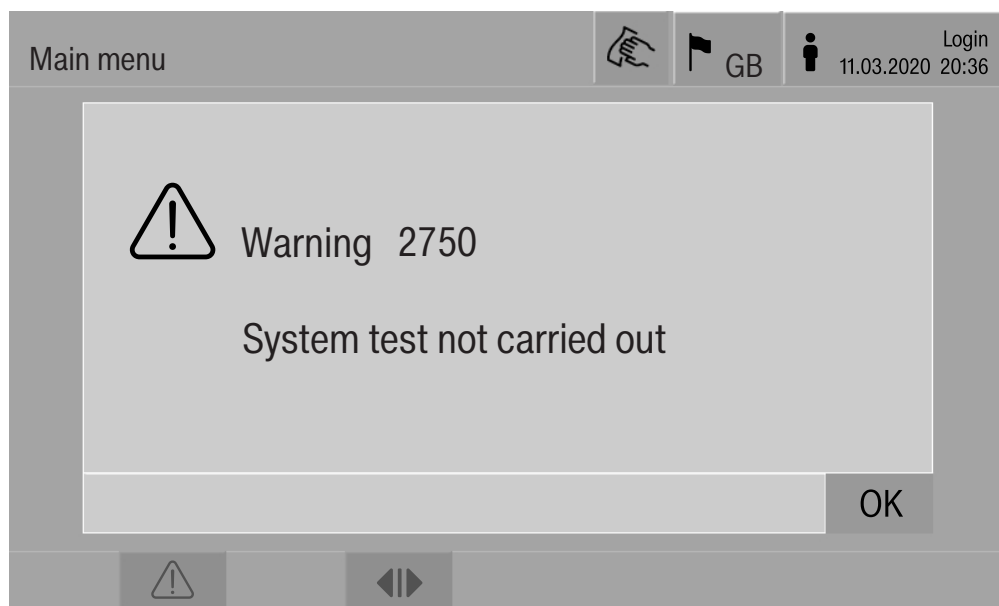 Main menu
GB
Login
11.03.2020 20:36
Warning 2750
System test not carried out
OK